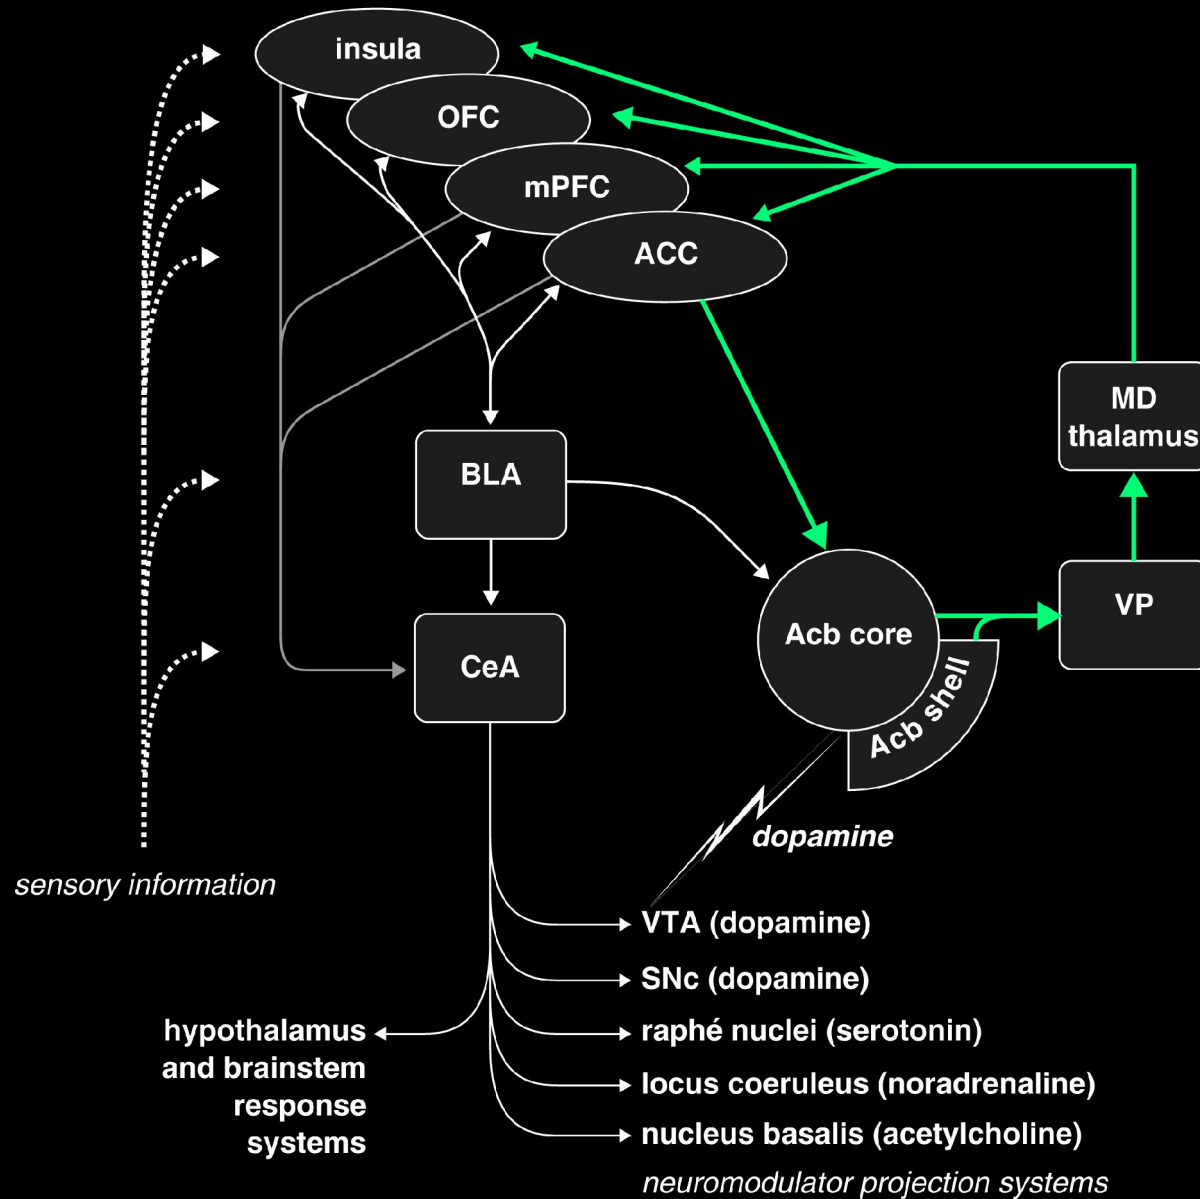 insula
OFC
mPFC
ACC
MD
thalamus
BLA
VP
Acb core
CeA
Acb shell
dopamine
sensory information
VTA (dopamine)
SNc (dopamine)
raphé nuclei (serotonin)
locus coeruleus (noradrenaline)
nucleus basalis (acetylcholine)
neuromodulator projection systems
hypothalamus
and brainstem
response
systems